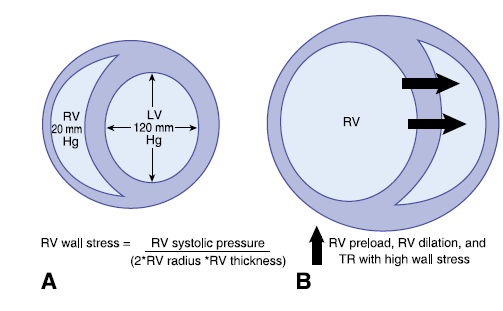 RV
20 mm
Hg
LV
120 mm
Hg
RV
RV wall stress = RV systolic pressure
(2*RV radius *RV thickness)
RV preload, RV dilation, and
TR with high wall stress
A
B